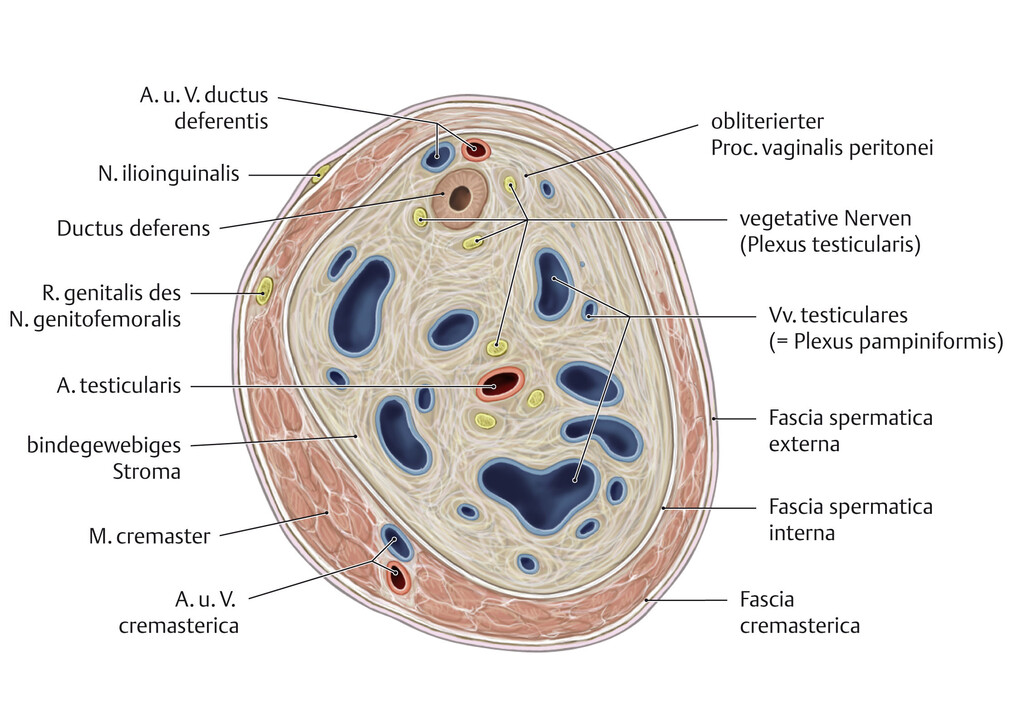 A. u. V. ductus
deferentis
N. ilioinguinalis
Ductus deferens
R. genitalis des
N. genitofemoralis
A. testicularis
bindegewebiges
Stroma
M. cremaster
A. u. V.
cremasterica
obliterierter
Proc. vaginalis peritonei
vegetative Nerven
(Plexus testicularis)
Vv. testiculares
(= Plexus pampiniformis)
Fascia spermatica
externa
Fascia spermatica
interna
Fascia
cremasterica